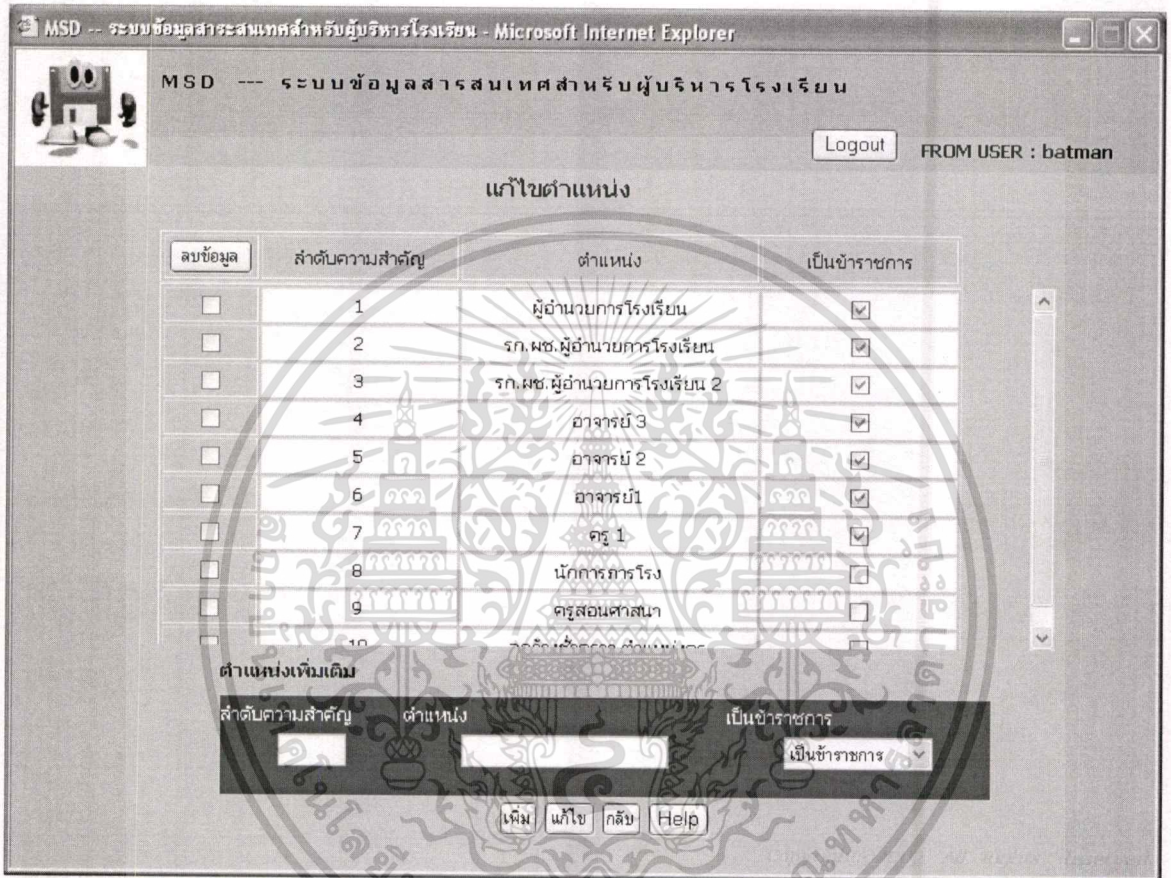 MSD -- ระบบข้อมูลสาระสนเทศสำหรับผู้บริหารโรงเรียน - Microsoft Internet Explorer
MSD --- ระบบข้อมูลสารสนเทศสำหรับผู้บริหารโรงเรียน
Logout FROM USER : batman
แก้ไขตำแหน่ง
ลบข้อมูล ลำดับความสำคัญ ตำแหน่ง เป็นข้าราชการ
1 ผู้อำนวยการโรงเรียน
2 รก.ผช.ผู้อำนวยการโรงเรียน
3 รก.ผช.ผู้อำนวยการโรงเรียน 2
4 อาจารย์ 3
5 อาจารย์ 2
6 อาจารย์1
7 ครู 1
8 นักการภารโรง
9 ครูสอนศาสนา
10
ตำแหน่งเพิ่มเติม
ลำดับความสำคัญ ตำแหน่ง เป็นข้าราชการ
เป็นข้าราชการ
เพิ่ม แก้ไข กลับ Help